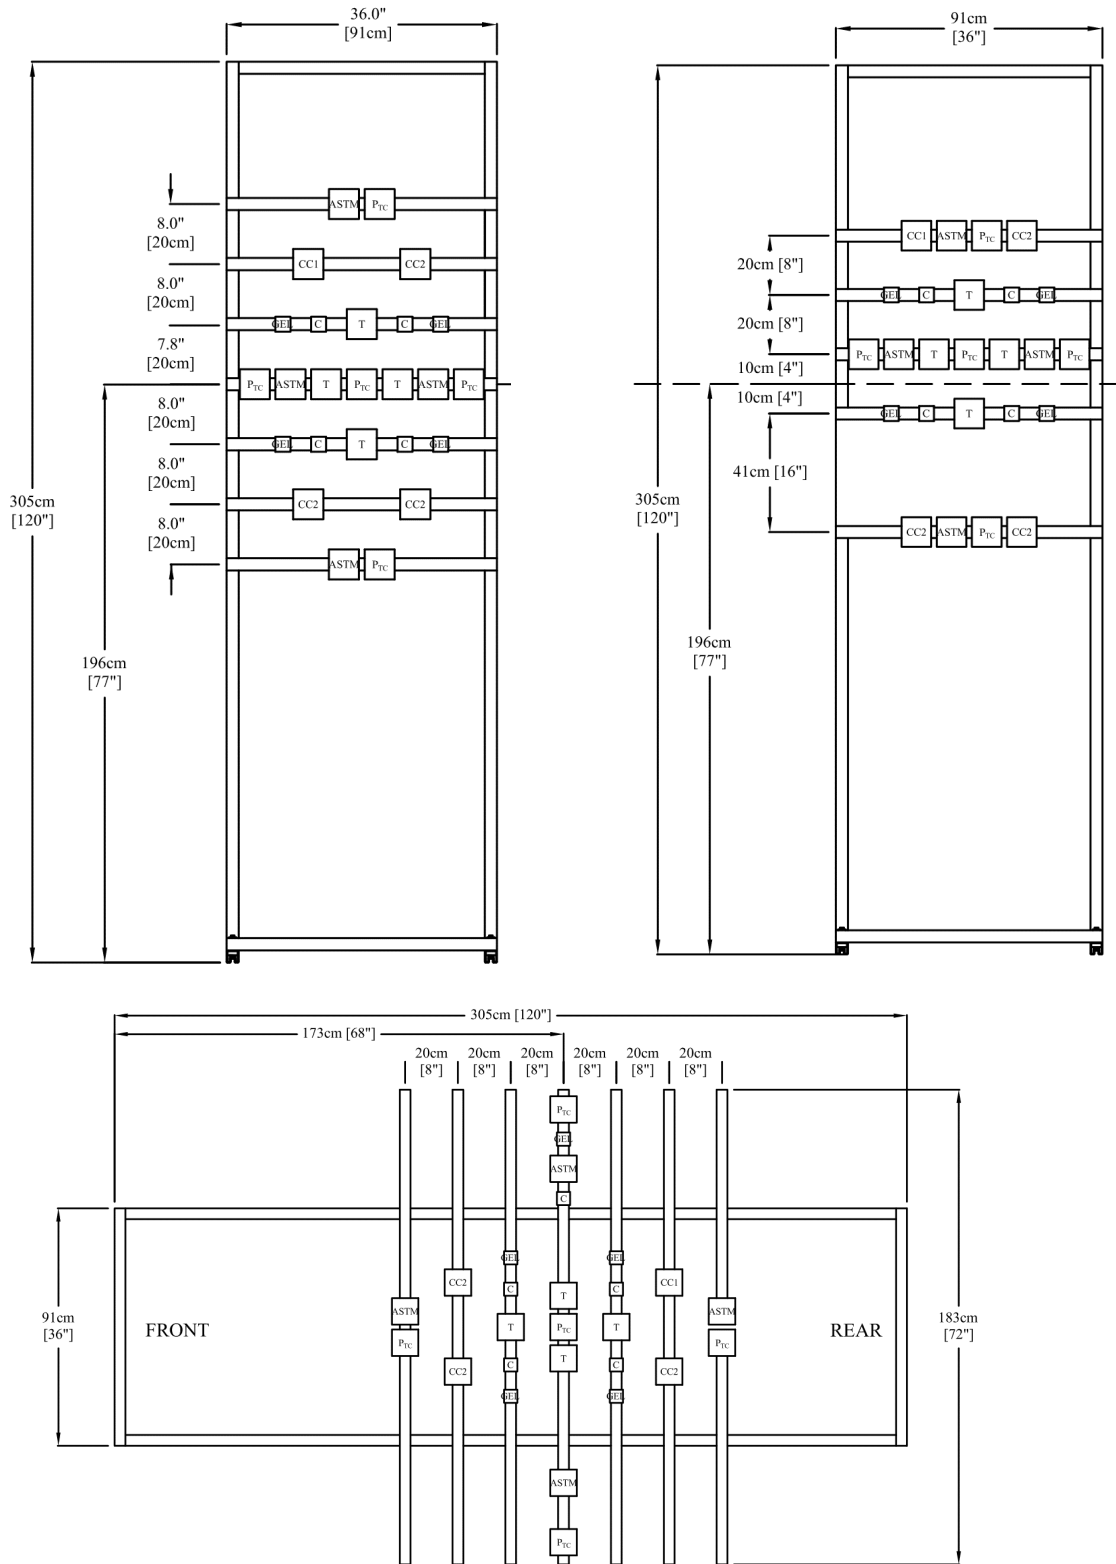 36.0"
[91cm]
ASTM PTC
8.0"
[20cm]
CC1 CC2
8.0"
[20cm]
GEL C T C GEL
7.8"
[20cm]
PTC ASTM T PTC T ASTM PTC
8.0"
[20cm]
GEL C T C GEL
8.0"
[20cm]
CC2 CC2
8.0"
[20cm]
ASTM PTC
305cm
[120"]
196cm
[77"]
91cm
[36"]
CC1 ASTM PTC CC2
20cm [8"]
GEL C T C GEL
20cm [8"]
PTC ASTM T PTC T ASTM PTC
10cm [4"]
10cm [4"]
GEL C T C GEL
41cm [16"]
CC2 ASTM PTC CC2
305cm
[120"]
196cm
[77"]
305cm [120"]
173cm [68"]
20cm 20cm 20cm 20cm 20cm 20cm
[8"] [8"] [8"] [8"] [8"] [8"]
PTC
GEL
ASTM
C
GEL GEL
CC2 C T C CC1
ASTM T PTC T ASTM
PTC T PTC
CC2 C C CC2
GEL GEL
ASTM
PTC
91cm
[36"]
FRONT
REAR
183cm
[72"]